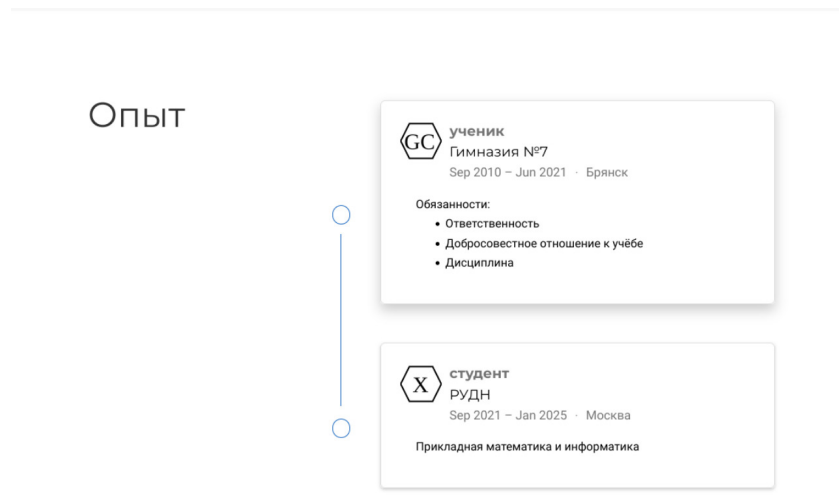 Опыт
GC
ученик
Гимназия №7
Sep 2010 – Jun 2021 · Брянск
Обязанности:
• Ответственность
• Добросовестное отношение к учёбе
• Дисциплина
X
студент
РУДН
Sep 2021 – Jan 2025 · Москва
Прикладная математика и информатика